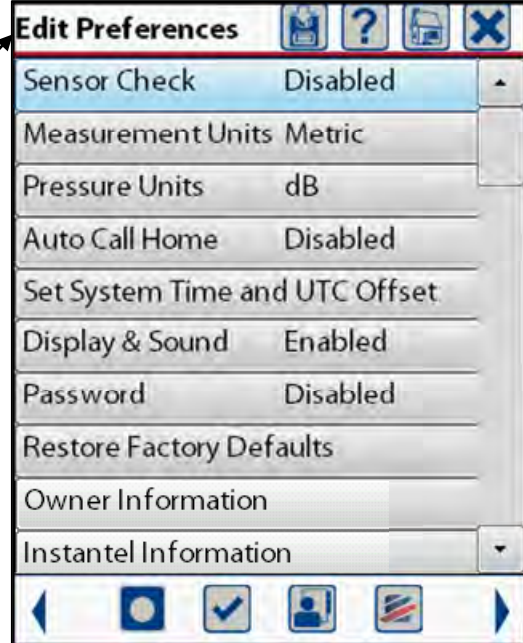 Edit Preferences
Sensor Check Disabled
Measurement Units Metric
Pressure Units dB
Auto Call Home Disabled
Set System Time and UTC Offset
Display & Sound Enabled
Password Disabled
Restore Factory Defaults
Owner Information
Instantel Information